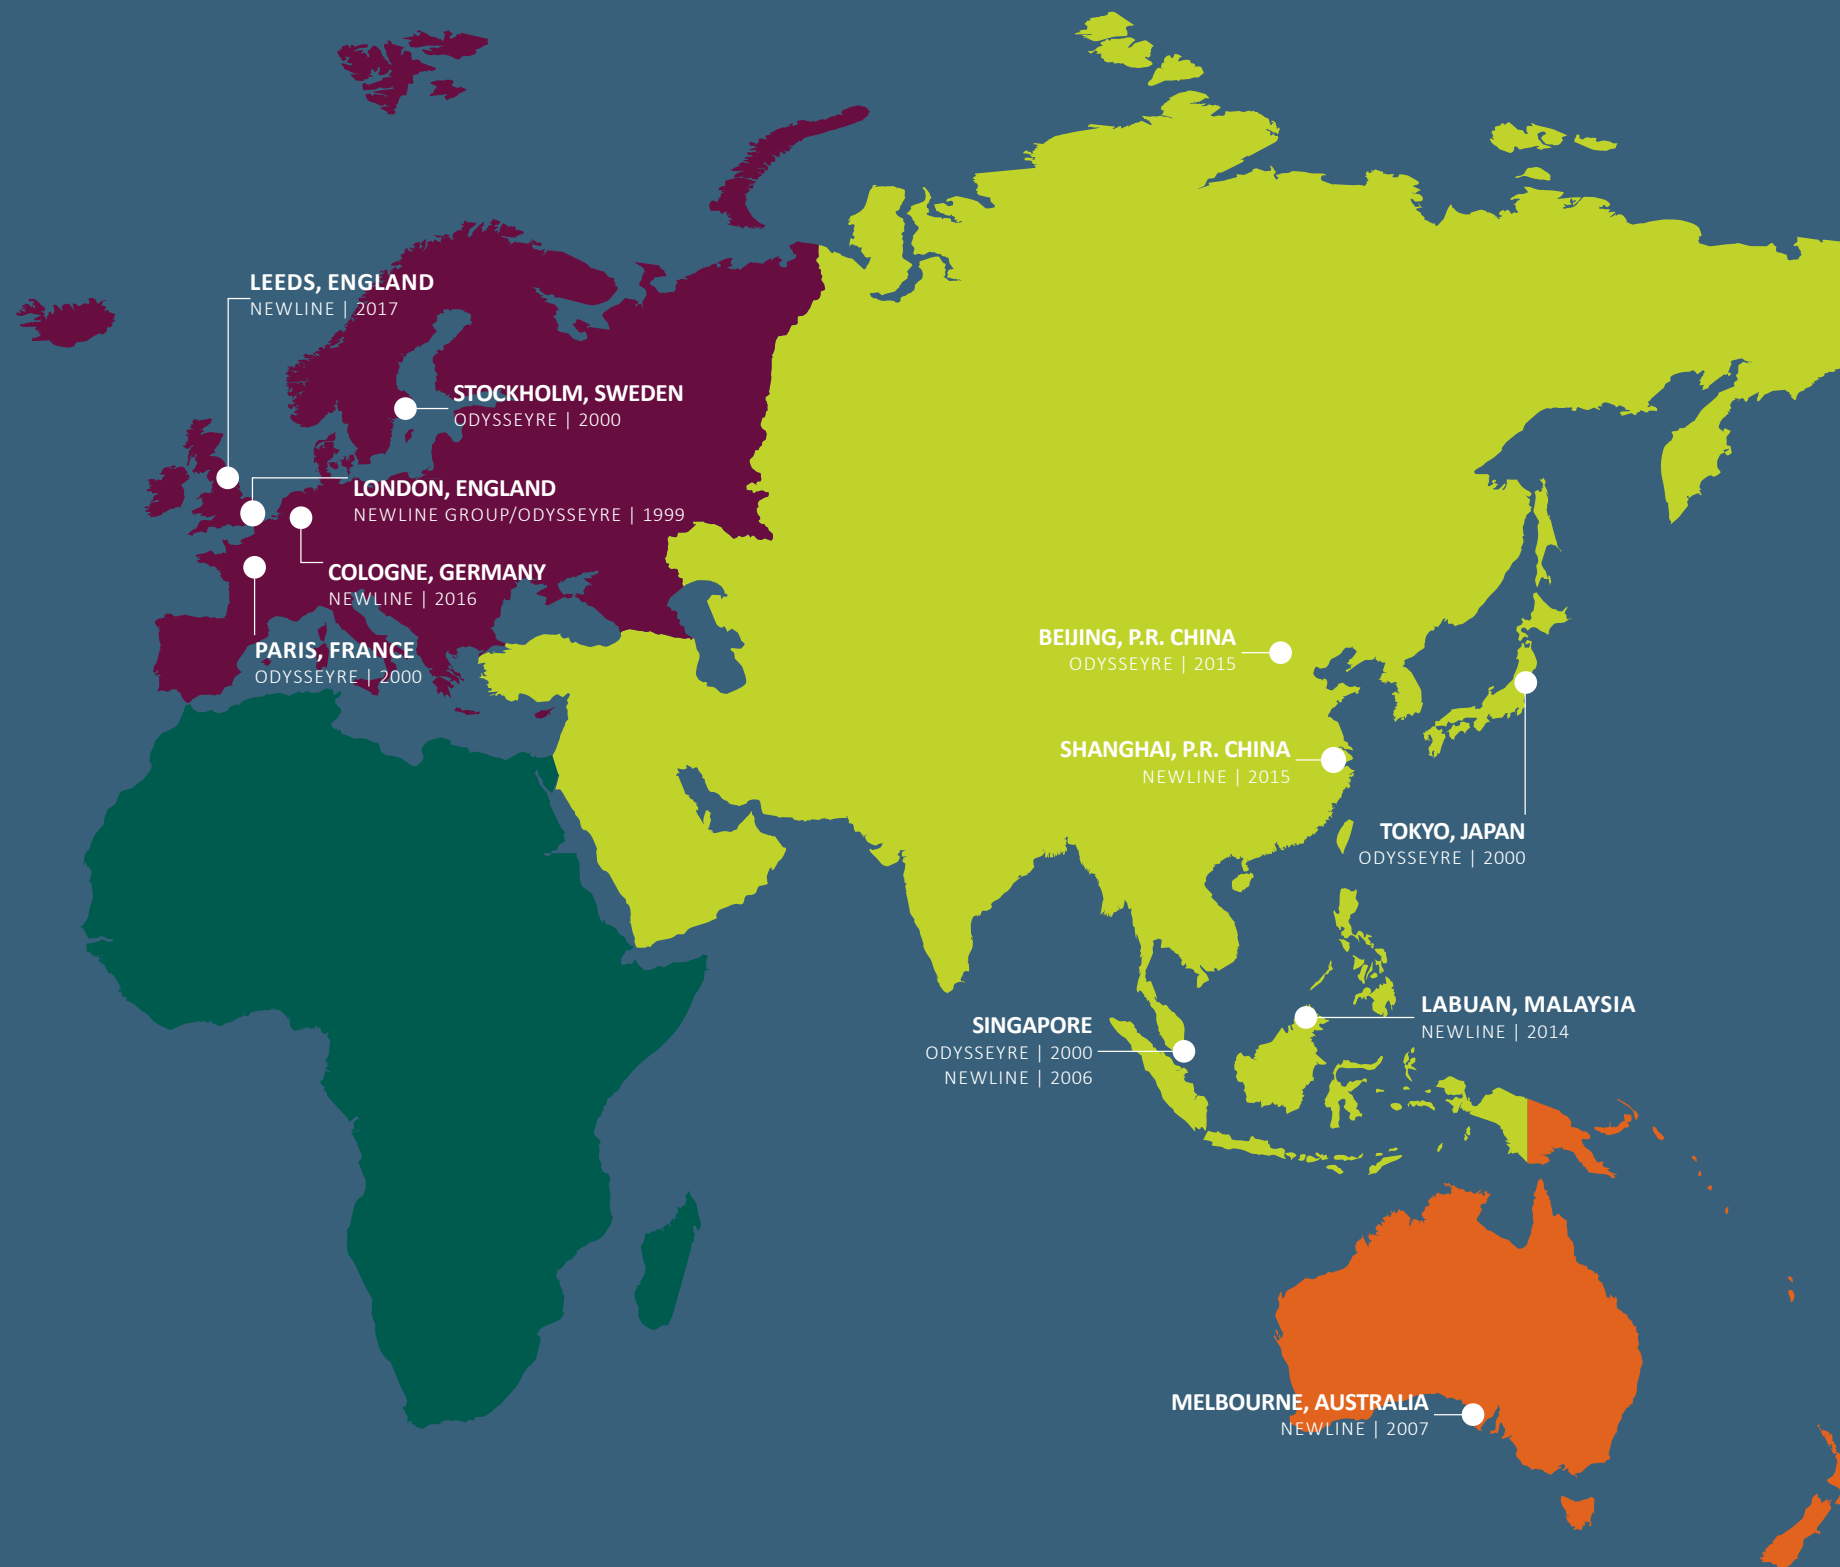 LEEDS, ENGLAND
NEWLINE | 2017
STOCKHOLM, SWEDEN
ODYSSEYRE | 2000
LONDON, ENGLAND
NEWLINE GROUP/ODYSSEYRE | 1999
COLOGNE, GERMANY
NEWLINE | 2016
PARIS, FRANCE
ODYSSEYRE | 2000
BEIJING, P.R. CHINA
ODYSSEYRE | 2015
SHANGHAI, P.R. CHINA
NEWLINE | 2015
TOKYO, JAPAN
ODYSSEYRE | 2000
LABUAN, MALAYSIA
NEWLINE | 2014
SINGAPORE
ODYSSEYRE | 2000
NEWLINE | 2006
MELBOURNE, AUSTRALIA
NEWLINE | 2007